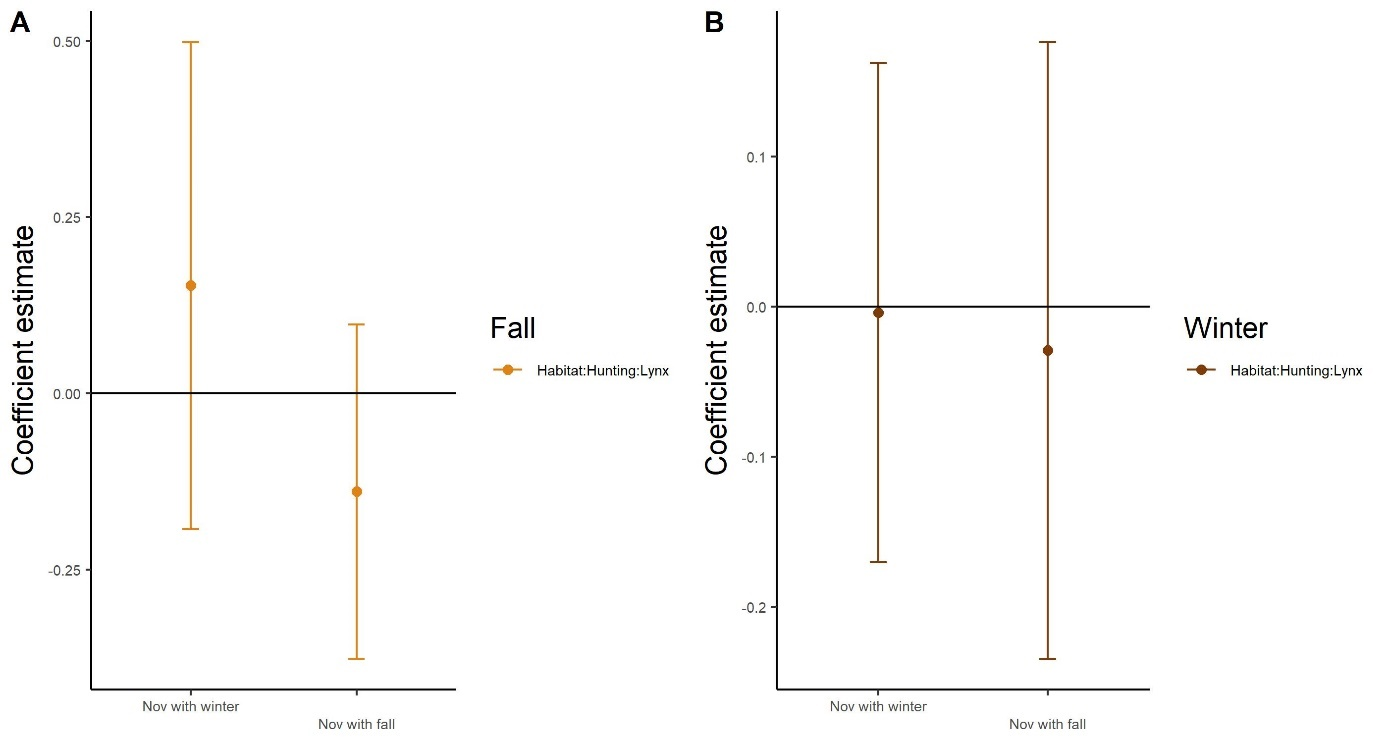 A
Coefficient estimate
0.50
0.25
0.00
-0.25
Nov with winter
Nov with fall
Fall
Habitat:Hunting:Lynx
B
Coefficient estimate
0.1
0.0
-0.1
-0.2
Nov with winter
Nov with fall
Winter
Habitat:Hunting:Lynx